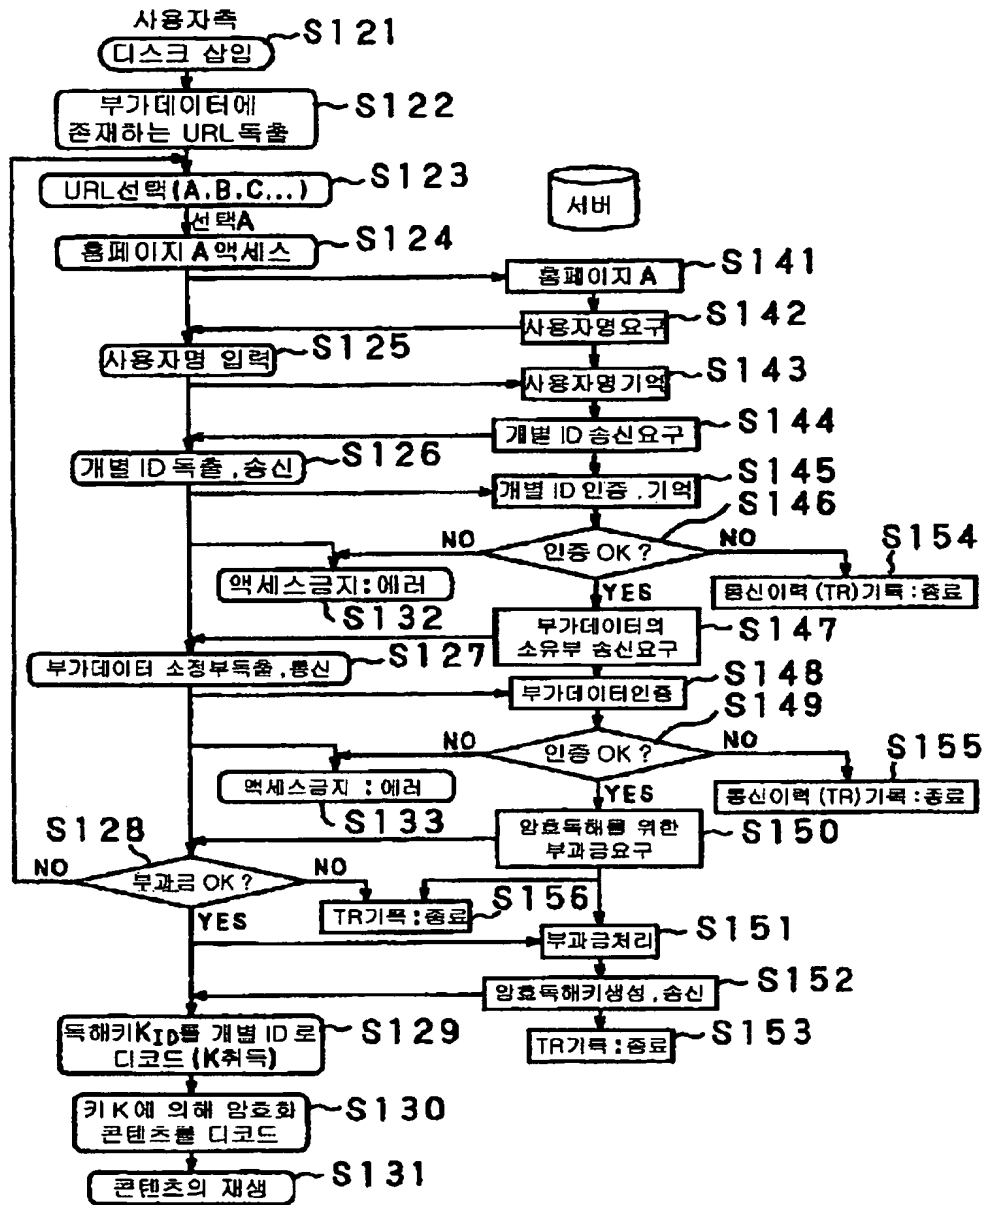 사용자측
디스크 삽입
S121
부가데이터에
존재하는 URL독출
S122
URL선택(A.B.C...)
S123
선택A
홈페이지 A 액세스
S124
서버
홈페이지 A
S141
사용자명요구
S142
사용자명 입력
S125
사용자명기억
S143
개별 ID 송신요구
S144
개별 ID 독출,송신
S126
개별 ID 인증,기억
S145
S146
NO
인증 OK?
NO
YES
S154
통신이력(TR)기록:종료
액세스금지:에러
S132
부가데이터의
소유부 송신요구
S147
부가데이터 소정부독출,통신
S127
부가데이터인증
S148
S149
NO
인증 OK?
NO
YES
S155
통신이력(TR)기록:종료
액세스금지:에러
S133
암호독해를 위한
부과금요구
S150
S128
NO
부과금 OK?
NO
YES
S156
TR기록:종료
부과금처리
S151
암호독해키생성,송신
S152
TR기록:종료
S153
독해키KID를 개별 ID로
디코드(K취득)
S129
키K에 의해 암호화
콘텐츠를 디코드
S130
콘텐츠의 재생
S131